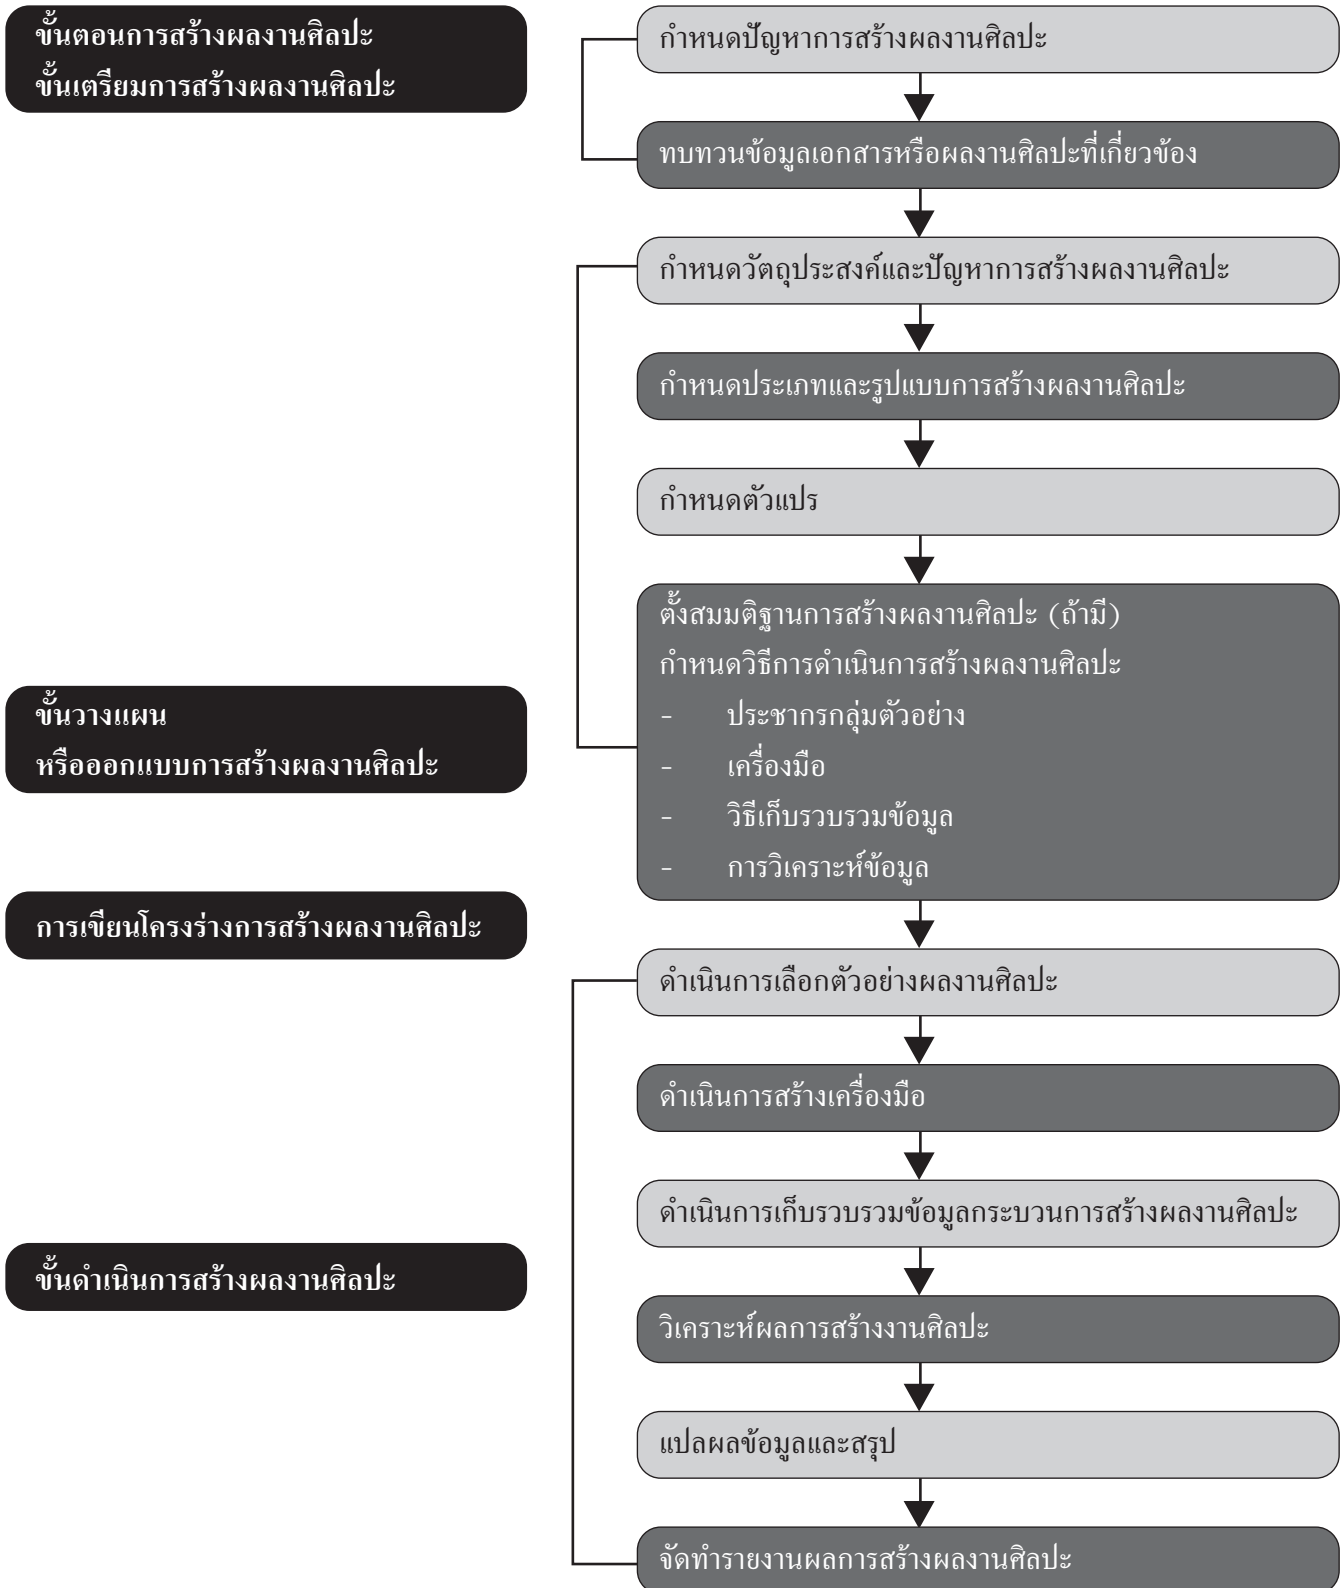 ขั้นตอนการสร้างผลงานศิลปะ
ขั้นเตรียมการสร้างผลงานศิลปะ
กำหนดปัญหาการสร้างผลงานศิลปะ
ทบทวนข้อมูลเอกสารหรือผลงานศิลปะที่เกี่ยวข้อง
กำหนดวัตถุประสงค์และปัญหาการสร้างผลงานศิลปะ
กำหนดประเภทและรูปแบบการสร้างผลงานศิลปะ
กำหนดตัวแปร
ขั้นวางแผน
หรือออกแบบการสร้างผลงานศิลปะ
ตั้งสมมติฐานการสร้างผลงานศิลปะ (ถ้ามี)
กำหนดวิธีการดำเนินการสร้างผลงานศิลปะ
- ประชากรกลุ่มตัวอย่าง
- เครื่องมือ
- วิธีเก็บรวบรวมข้อมูล
- การวิเคราะห์ข้อมูล
การเขียนโครงร่างการสร้างผลงานศิลปะ
ดำเนินการเลือกตัวอย่างผลงานศิลปะ
ดำเนินการสร้างเครื่องมือ
ดำเนินการเก็บรวบรวมข้อมูลกระบวนการสร้างผลงานศิลปะ
ขั้นดำเนินการสร้างผลงานศิลปะ
วิเคราะห์ผลการสร้างงานศิลปะ
แปลผลข้อมูลและสรุป
จัดทำรายงานผลการสร้างผลงานศิลปะ